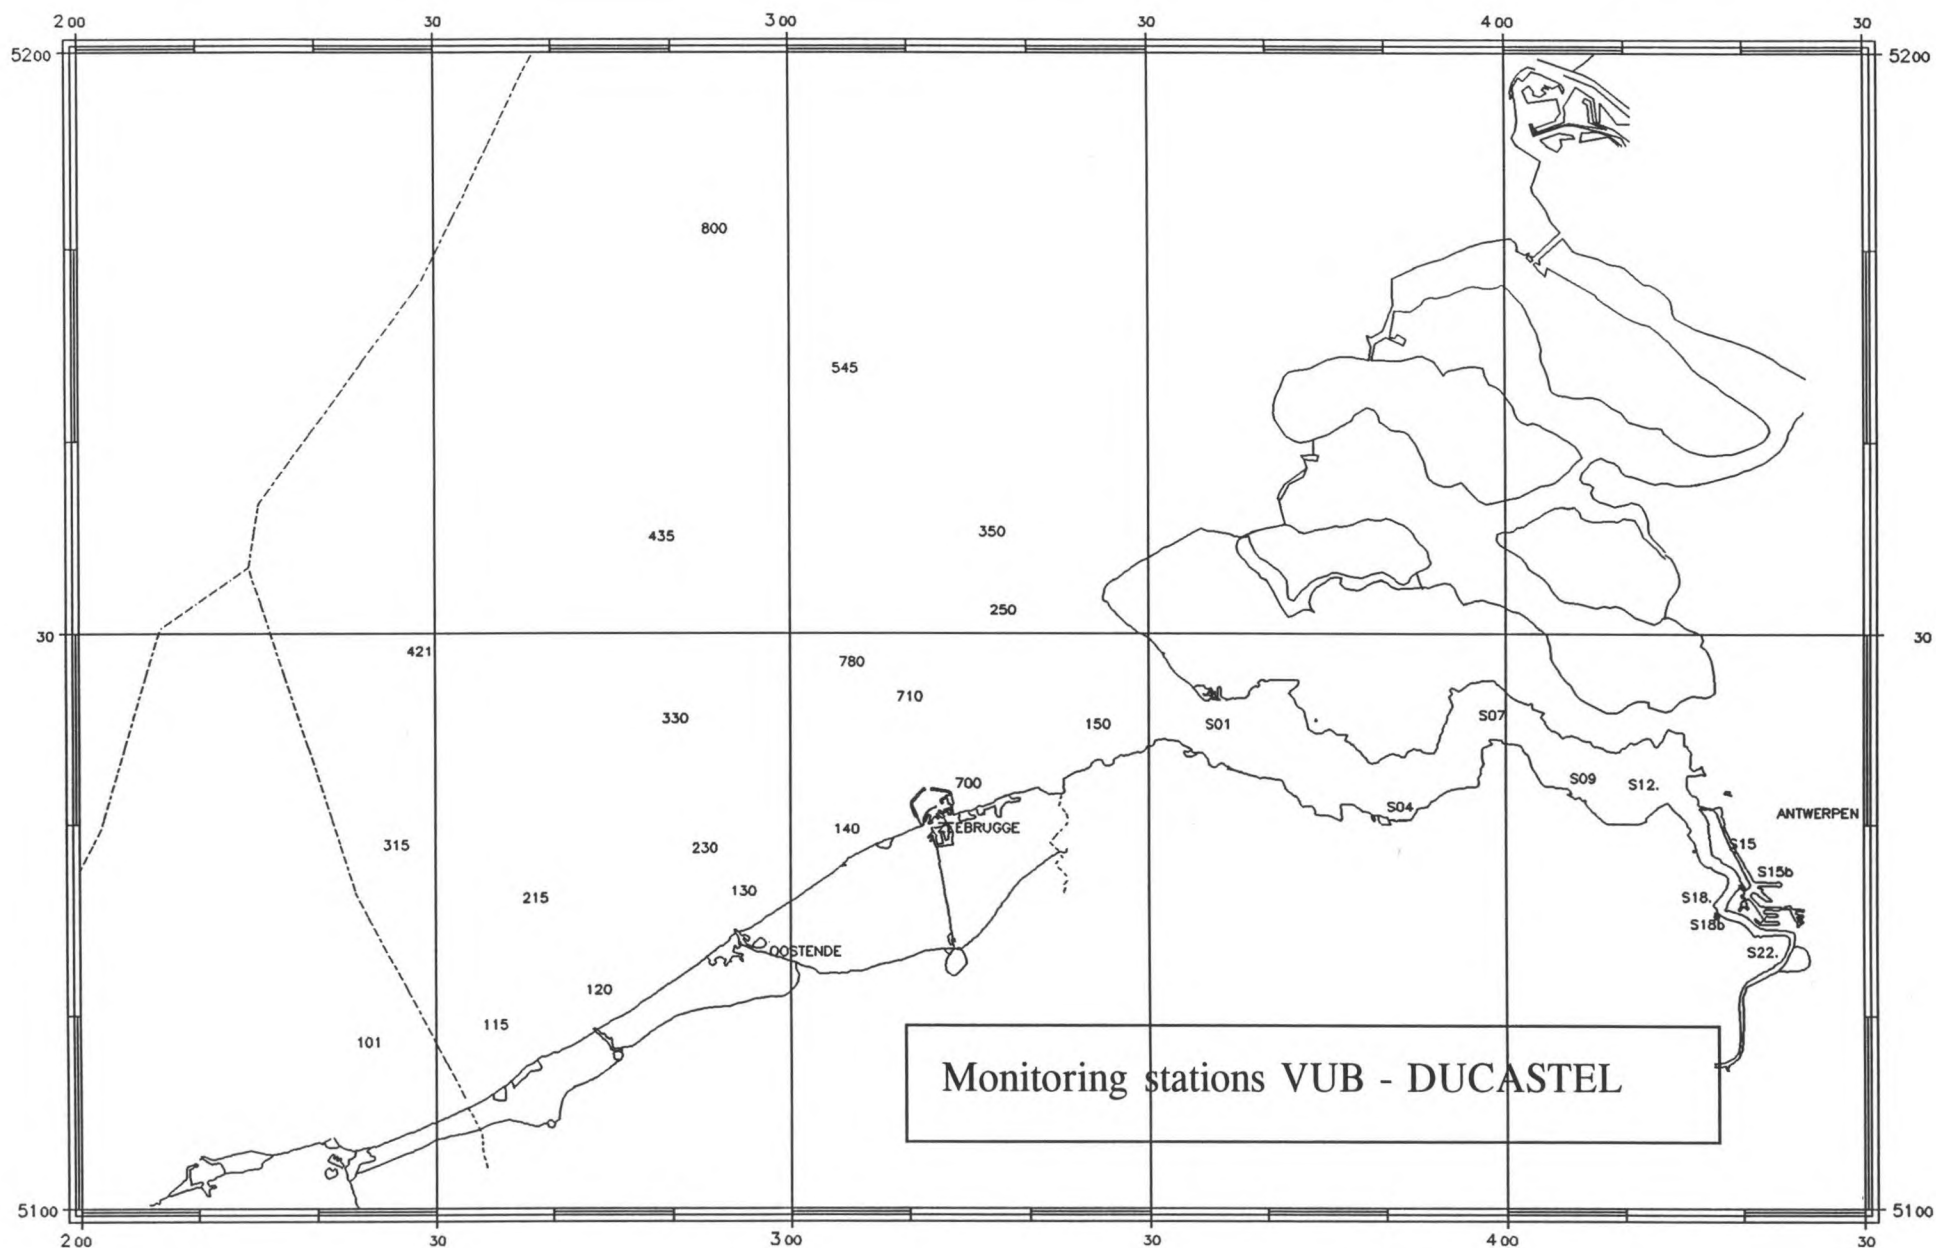 2 00 30 3 00 30 4 00 30
52 00 52 00
800
545
435 350
250
30 30
421 780
710
330 150 S01 S07
700 S09 S12.
S04
140 ZEEBRUGGE ANTWERPEN
315 230 S15
130 S15b
215 S18.
S18b
OOSTENDE S22.
120
115
101
Monitoring stations VUB - DUCASTEL
51 00 51 00
2 00 30 3 00 30 4 00 30